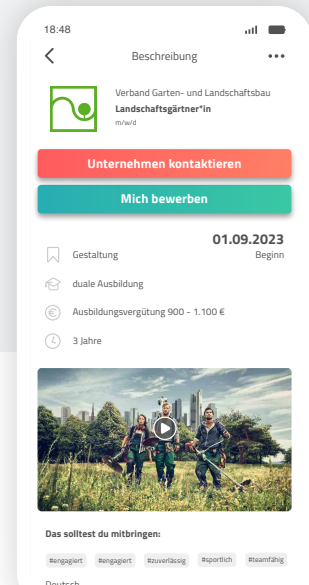 18:48
Beschreibung
Verband Garten- und Landschaftsbau
Landschaftsgärtner*in
m/w/d
Unternehmen kontaktieren
Mich bewerben
01.09.2023
Gestaltung
Beginn
duale Ausbildung
Ausbildungsvergütung 900 - 1.100 €
3 Jahre
Das solltest du mitbringen:
#engagiert #engagiert #zuverlässig #sportlich #teamfähig
Deutsch